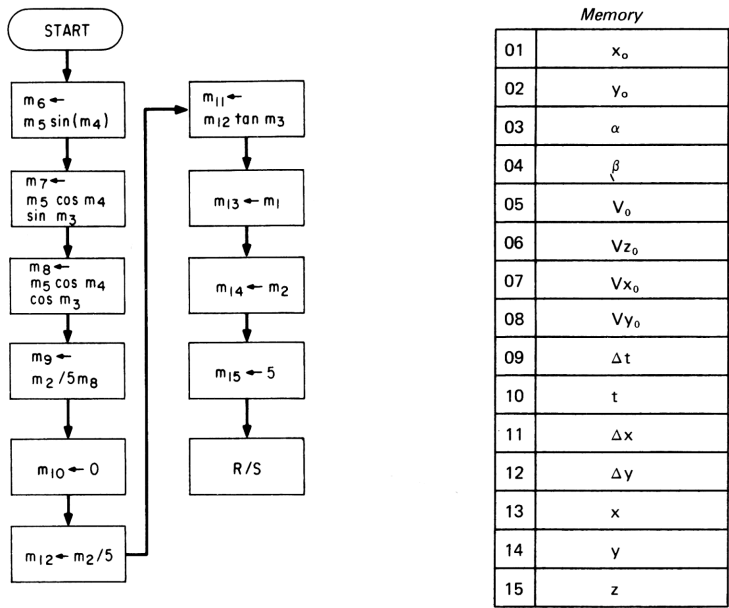 START
m6←
m5 sin(m4)
m7←
m5 cos m4
sin m3
m8←
m5 cos m4
cos m3
m9←
m2/5m8
m10←0
m12←m2/5
m11←
m12 tan m3
m13←m1
m14←m2
m15←5
R/S
Memory
01 xo
02 yo
03 α
04 β
05 V0
06 Vz0
07 Vx0
08 Vy0
09 Δt
10 t
11 Δx
12 Δy
13 x
14 y
15 z